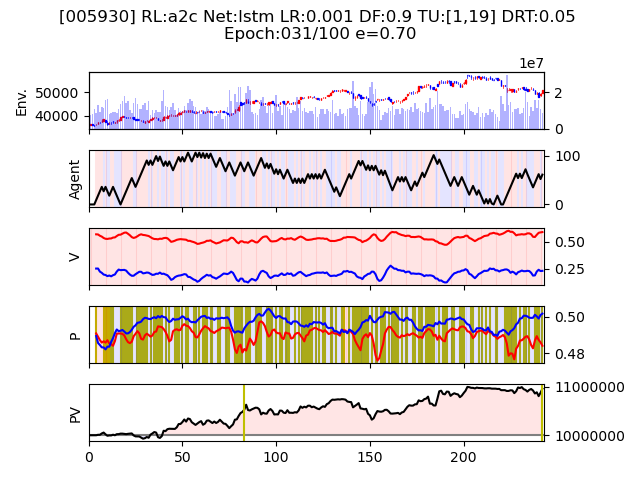 [005930] RL:a2c Net:lstm LR:0.001 DF:0.9 TU:[1,19] DRT:0.05
Epoch:031/100 e=0.70
1e7
Env.
50000
40000
2
0
Agent
100
0
V
0.50
0.25
P
0.50
0.48
PV
11000000
10000000
0 50 100 150 200